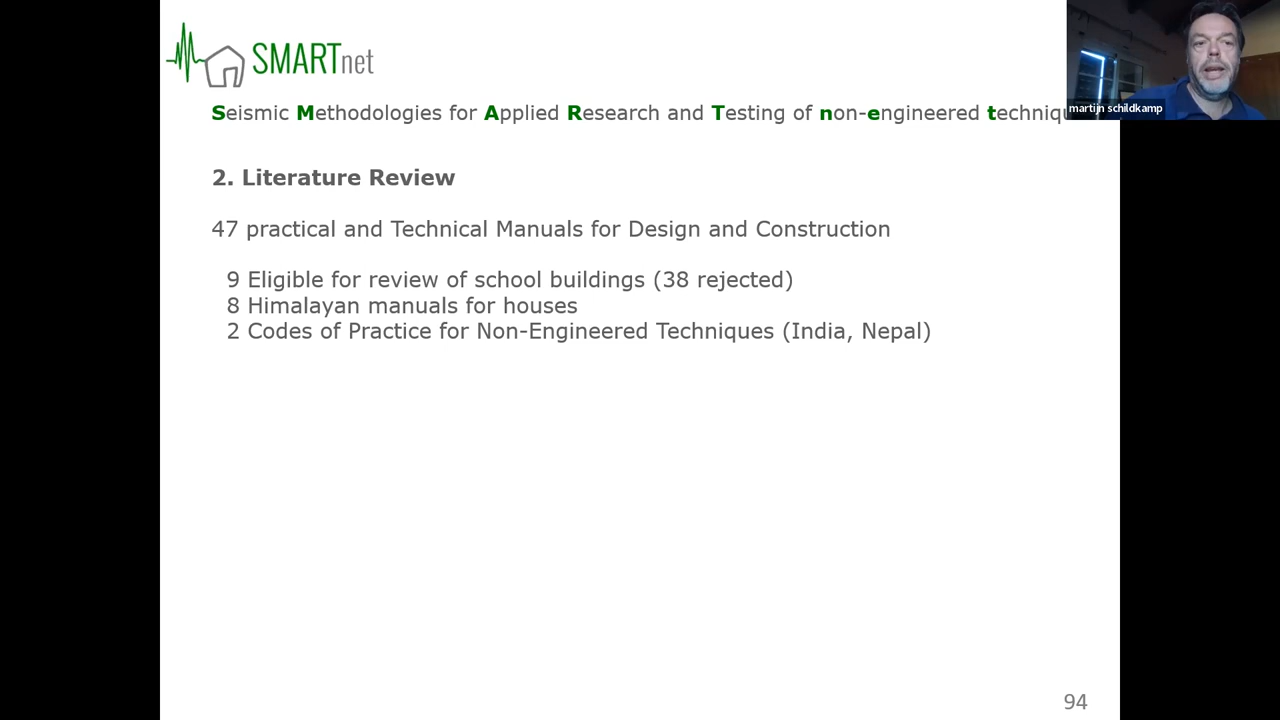 SMARTnet
martijn schildkamp
Seismic Methodologies for Applied Research and Testing of non-engineered
2. Literature Review
47 practical and Technical Manuals for Design and Construction
9 Eligible for review of school buildings (38 rejected)
8 Himalayan manuals for houses
2 Codes of Practice for Non-Engineered Techniques (India, Nepal)
94